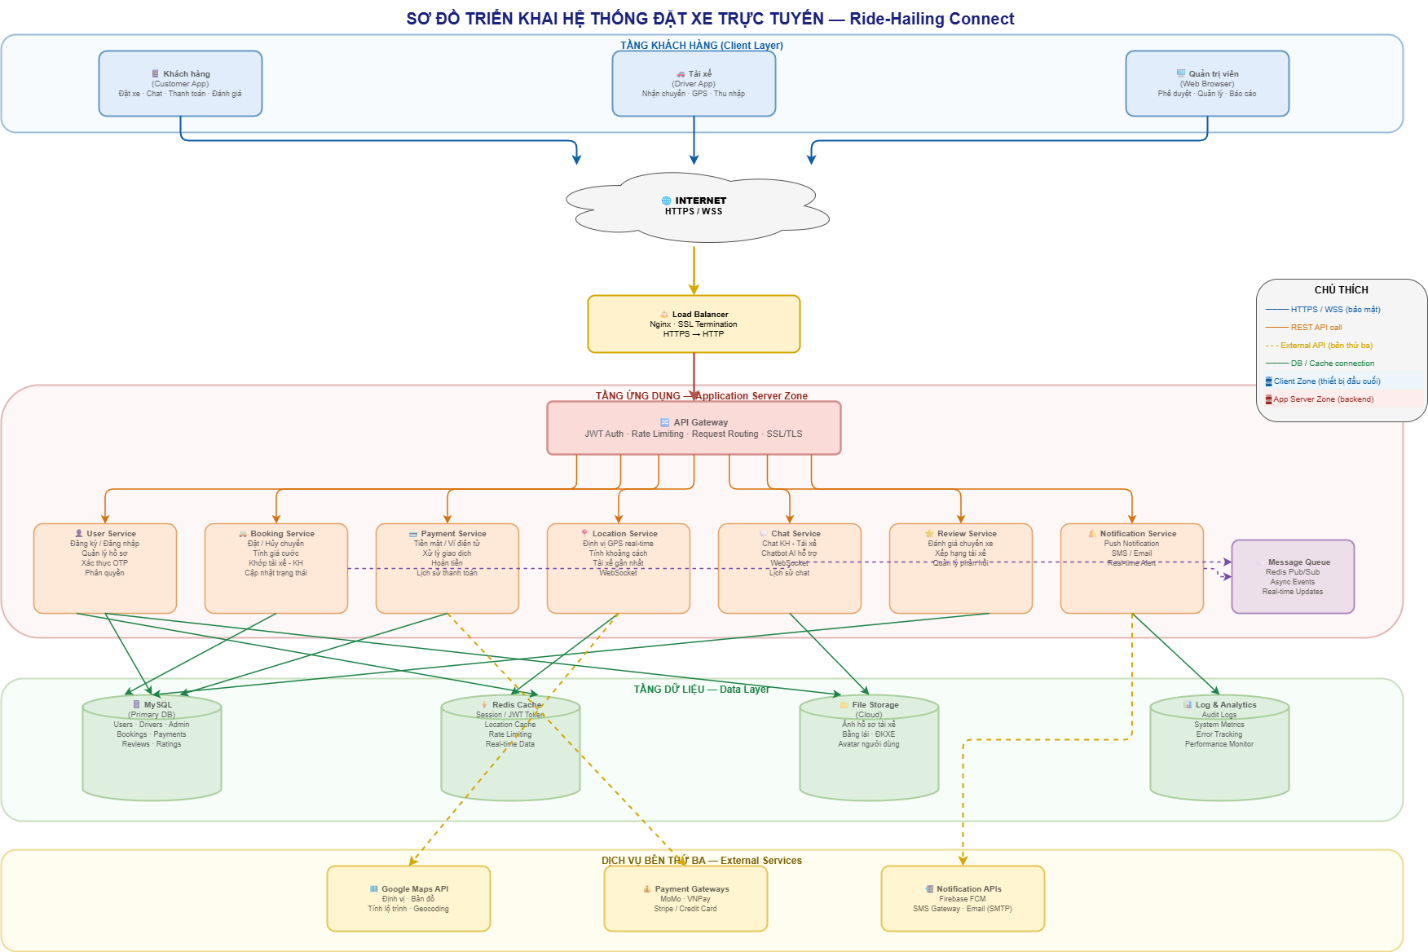 SƠ ĐỒ TRIỂN KHAI HỆ THỐNG ĐẶT XE TRỰC TUYẾN — Ride-Hailing Connect
TẦNG KHÁCH HÀNG (Client Layer)
Khách hàng
(Customer App)
Đặt xe · Chat · Thanh toán · Đánh giá
Tài xế
(Driver App)
Nhận chuyến · GPS · Thu nhập
Quản trị viên
(Web Browser)
Phê duyệt · Quản lý · Báo cáo
INTERNET
HTTPS / WSS
Load Balancer
Nginx · SSL Termination
HTTPS → HTTP
CHÚ THÍCH
HTTPS / WSS (bảo mật)
REST API call
External API (bên thứ ba)
DB / Cache connection
Client Zone (thiết bị đầu cuối)
App Server Zone (backend)
TẦNG ỨNG DỤNG — Application Server Zone
API Gateway
JWT Auth · Rate Limiting · Request Routing · SSL/TLS
User Service
Đăng ký / Đăng nhập
Quản lý hồ sơ
Xác thực OTP
Phân quyền
Booking Service
Đặt / Hủy chuyến
Tính giá cước
Khớp tài xế - KH
Cập nhật trạng thái
Payment Service
Tiền mặt / Ví điện tử
Xử lý giao dịch
Hoàn tiền
Lịch sử thanh toán
Location Service
Định vị GPS real-time
Tính khoảng cách
Tài xế gần nhất
WebSocket
Chat Service
Chat KH - Tài xế
Chatbot AI hỗ trợ
WebSocket
Lịch sử chat
Review Service
Đánh giá chuyến xe
Xếp hạng tài xế
Quản lý phản hồi
Notification Service
Push Notification
SMS / Email
Real-time Alert
Message Queue
Redis Pub/Sub
Async Events
Real-time Updates
TẦNG DỮ LIỆU — Data Layer
MySQL
(Primary DB)
Users · Drivers · Admin
Bookings · Payments
Reviews · Ratings
Redis Cache
Session / JWT Token
Location Cache
Rate Limiting
Real-time Data
File Storage
(Cloud)
Ảnh hồ sơ tài xế
Bằng lái · ĐKXE
Avatar người dùng
Log & Analytics
Audit Logs
System Metrics
Error Tracking
Performance Monitor
DỊCH VỤ BÊN THỨ BA — External Services
Google Maps API
Định vị · Bản đồ
Tính lộ trình · Geocoding
Payment Gateways
MoMo · VNPay
Stripe / Credit Card
Notification APIs
Firebase FCM
SMS Gateway · Email (SMTP)